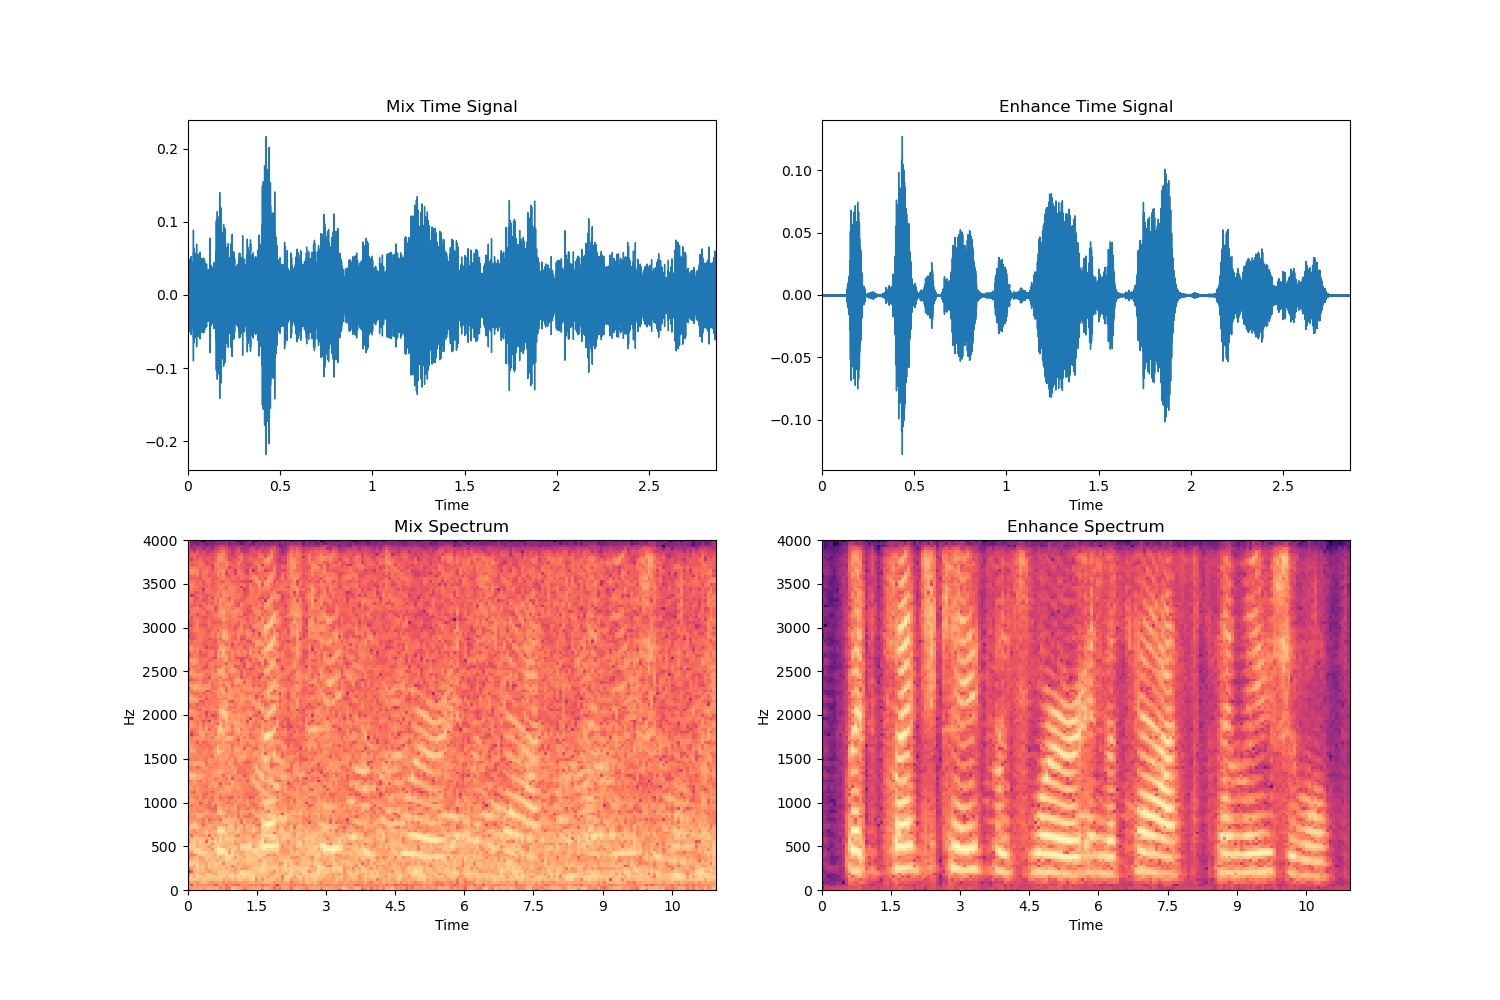 Mix Time Signal
0.2
0.1
0.0
−0.1
−0.2
0 0.5 1 1.5 2 2.5
Time
Enhance Time Signal
0.10
0.05
0.00
−0.05
−0.10
0 0.5 1 1.5 2 2.5
Time
Mix Spectrum
4000
3500
3000
2500
2000
1500
1000
500
0
Hz
0 1.5 3 4.5 6 7.5 9 10
Time
Enhance Spectrum
4000
3500
3000
2500
2000
1500
1000
500
0
Hz
0 1.5 3 4.5 6 7.5 9 10
Time